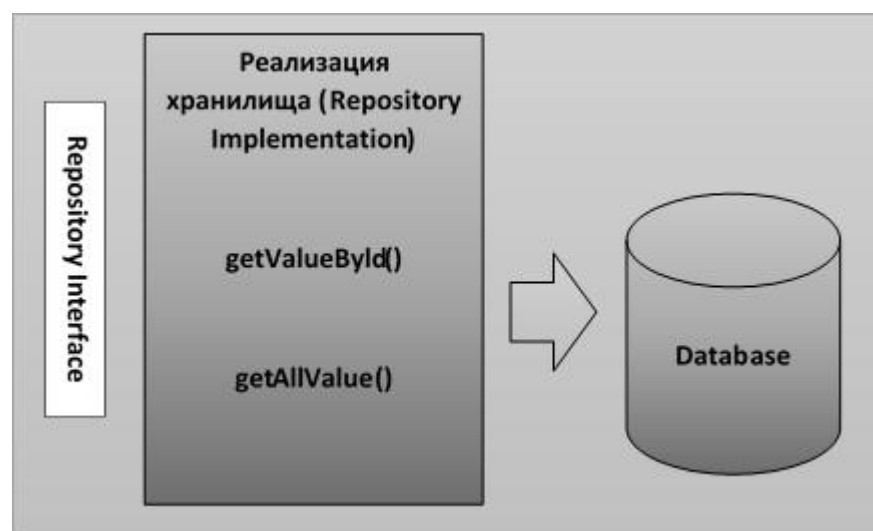 Repository Interface
Реализация
хранилища (Repository
Implementation)
getValueById()
getAllValue()
Database